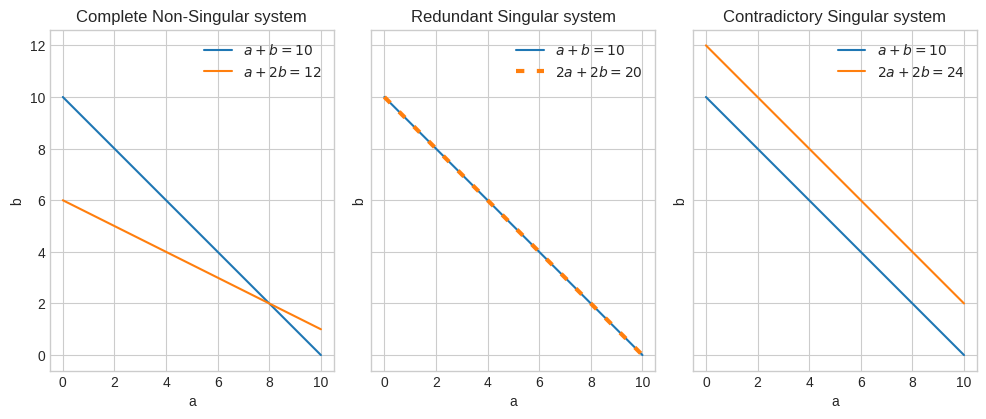 Complete Non-Singular system
a + b = 10
a + 2b = 12
12
10
8
6
4
2
0
b
0 2 4 6 8 10
a
Redundant Singular system
a + b = 10
2a + 2b = 20
b
0 2 4 6 8 10
a
Contradictory Singular system
a + b = 10
2a + 2b = 24
b
0 2 4 6 8 10
a